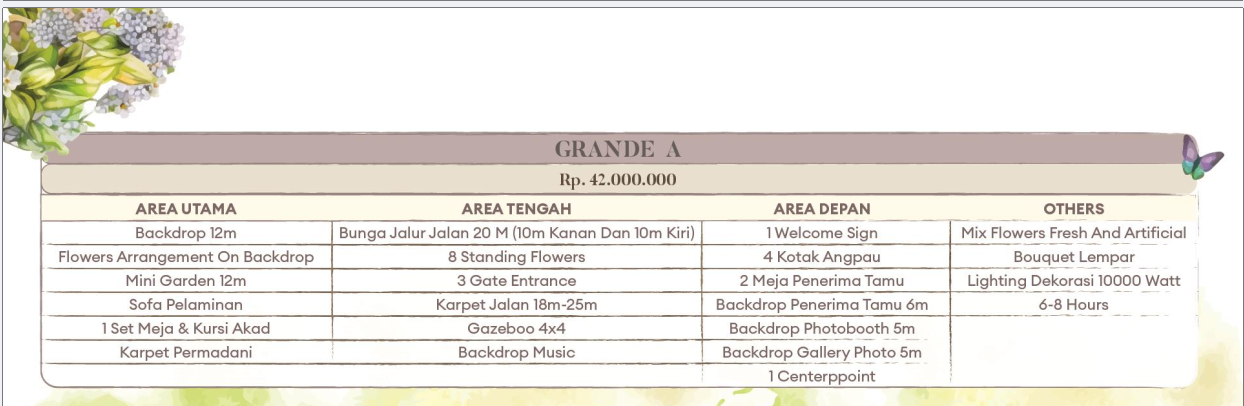 GRANDE A
Rp. 42.000.000
AREA UTAMA AREA TENGAH AREA DEPAN OTHERS
Backdrop 12m Bunga Jalur Jalan 20 M (10m Kanan Dan 10m Kiri) 1 Welcome Sign Mix Flowers Fresh And Artificial
Flowers Arrangement On Backdrop 8 Standing Flowers 4 Kotak Angpau Bouquet Lempar
Mini Garden 12m 3 Gate Entrance 2 Meja Penerima Tamu Lighting Dekorasi 10000 Watt
Sofa Pelaminan Karpet Jalan 18m-25m Backdrop Penerima Tamu 6m 6-8 Hours
1 Set Meja & Kursi Akad Gazeboo 4x4 Backdrop Photobooth 5m
Karpet Permadani Backdrop Music Backdrop Gallery Photo 5m
1 Centerppoint